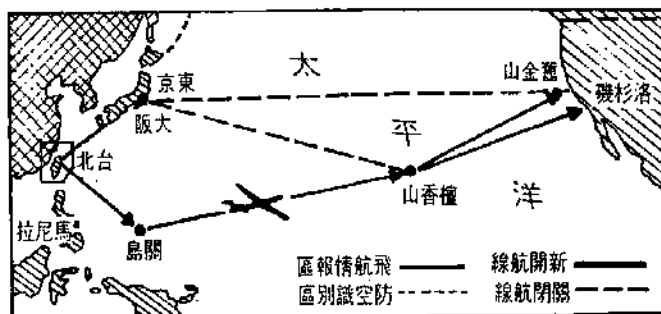 太
平
洋
東京
大阪
舊金山
洛杉磯
台北
檀香山
馬尼拉
關島
新開航線
飛航情報區
關閉航線
防空識別區